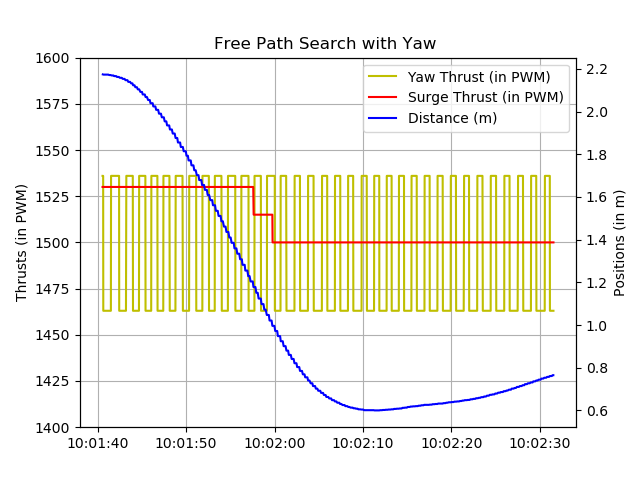 Free Path Search with Yaw
Yaw Thrust (in PWM)
Surge Thrust (in PWM)
Distance (m)
Thrusts (in PWM)
1600
1575
1550
1525
1500
1475
1450
1425
1400
Positions (in m)
2.2
2.0
1.8
1.6
1.4
1.2
1.0
0.8
0.6
10:01:40 10:01:50 10:02:00 10:02:10 10:02:20 10:02:30